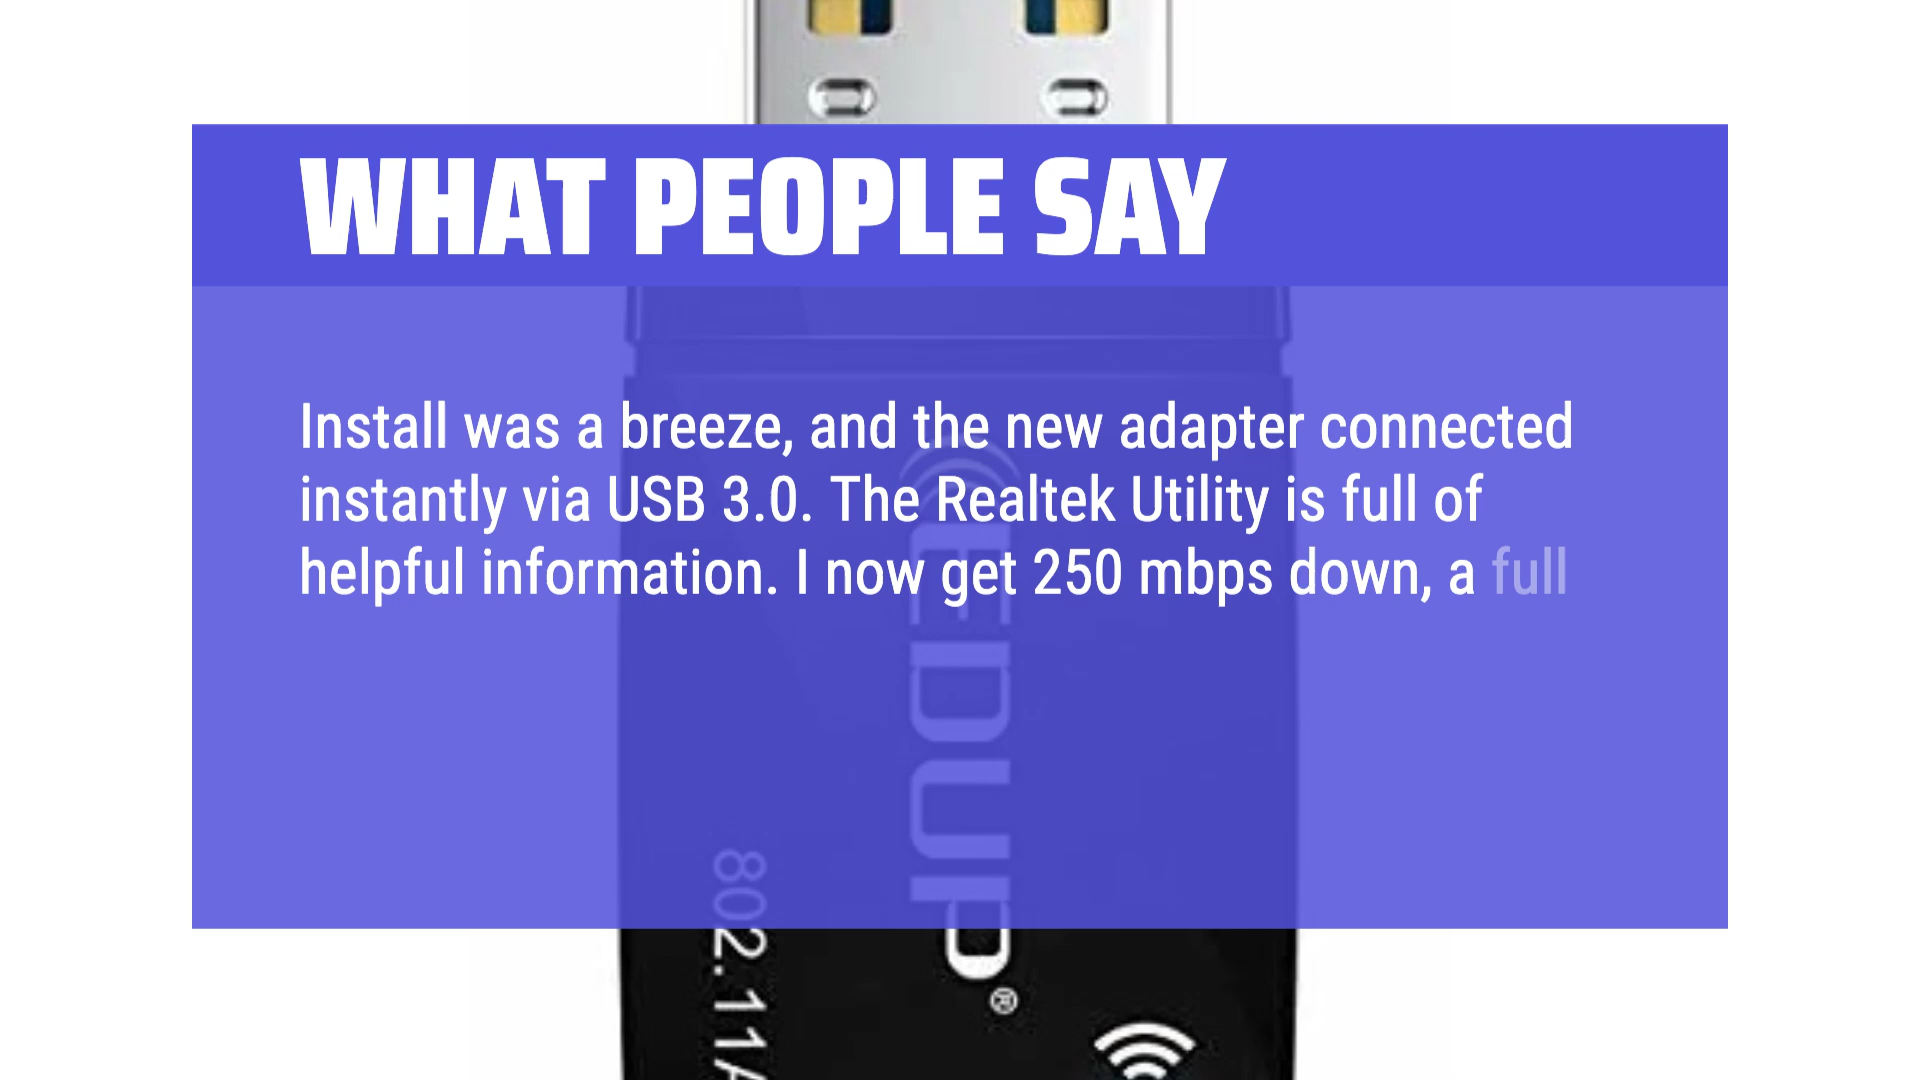 WHAT PEOPLE SAY
Install was a breeze, and the new adapter connected
instantly via USB 3.0. The Realtek Utility is full of
helpful information. I now get 250 mbps down, a full
EDUP®
802.11A